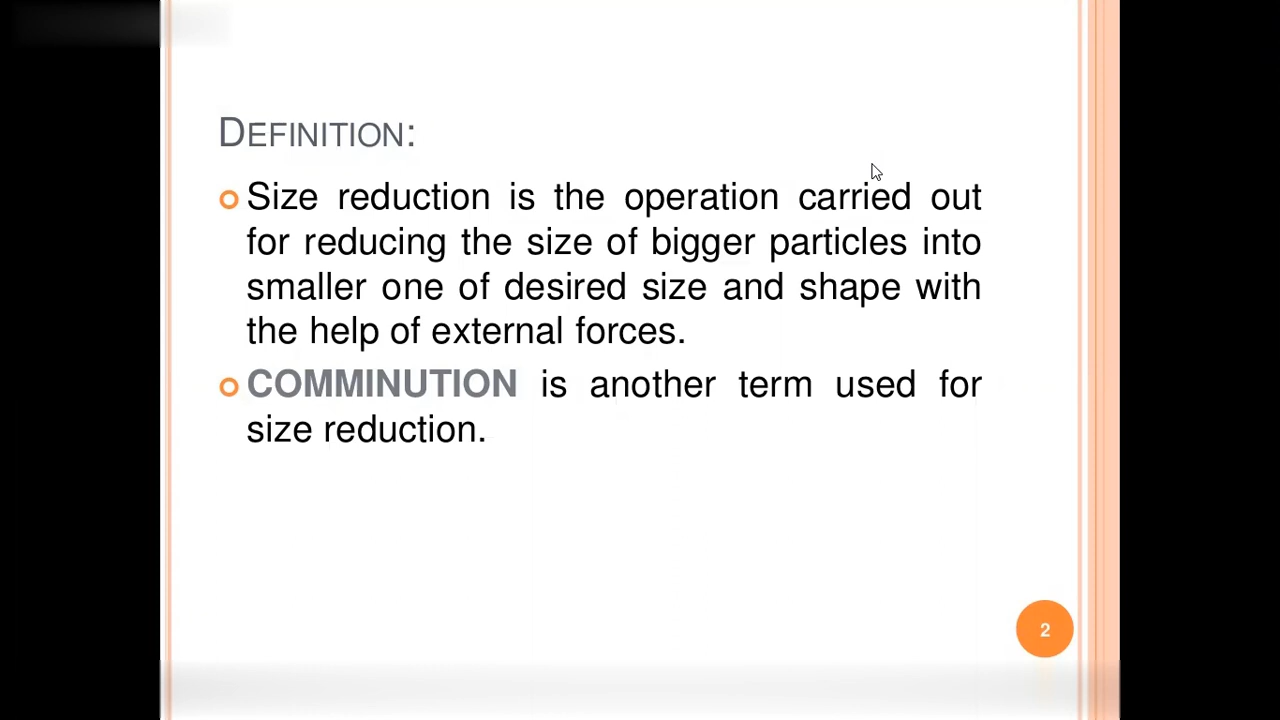 DEFINITION:
Size reduction is the operation carried out
for reducing the size of bigger particles into
smaller one of desired size and shape with
the help of external forces.
COMMINUTION is another term used for
size reduction.
2